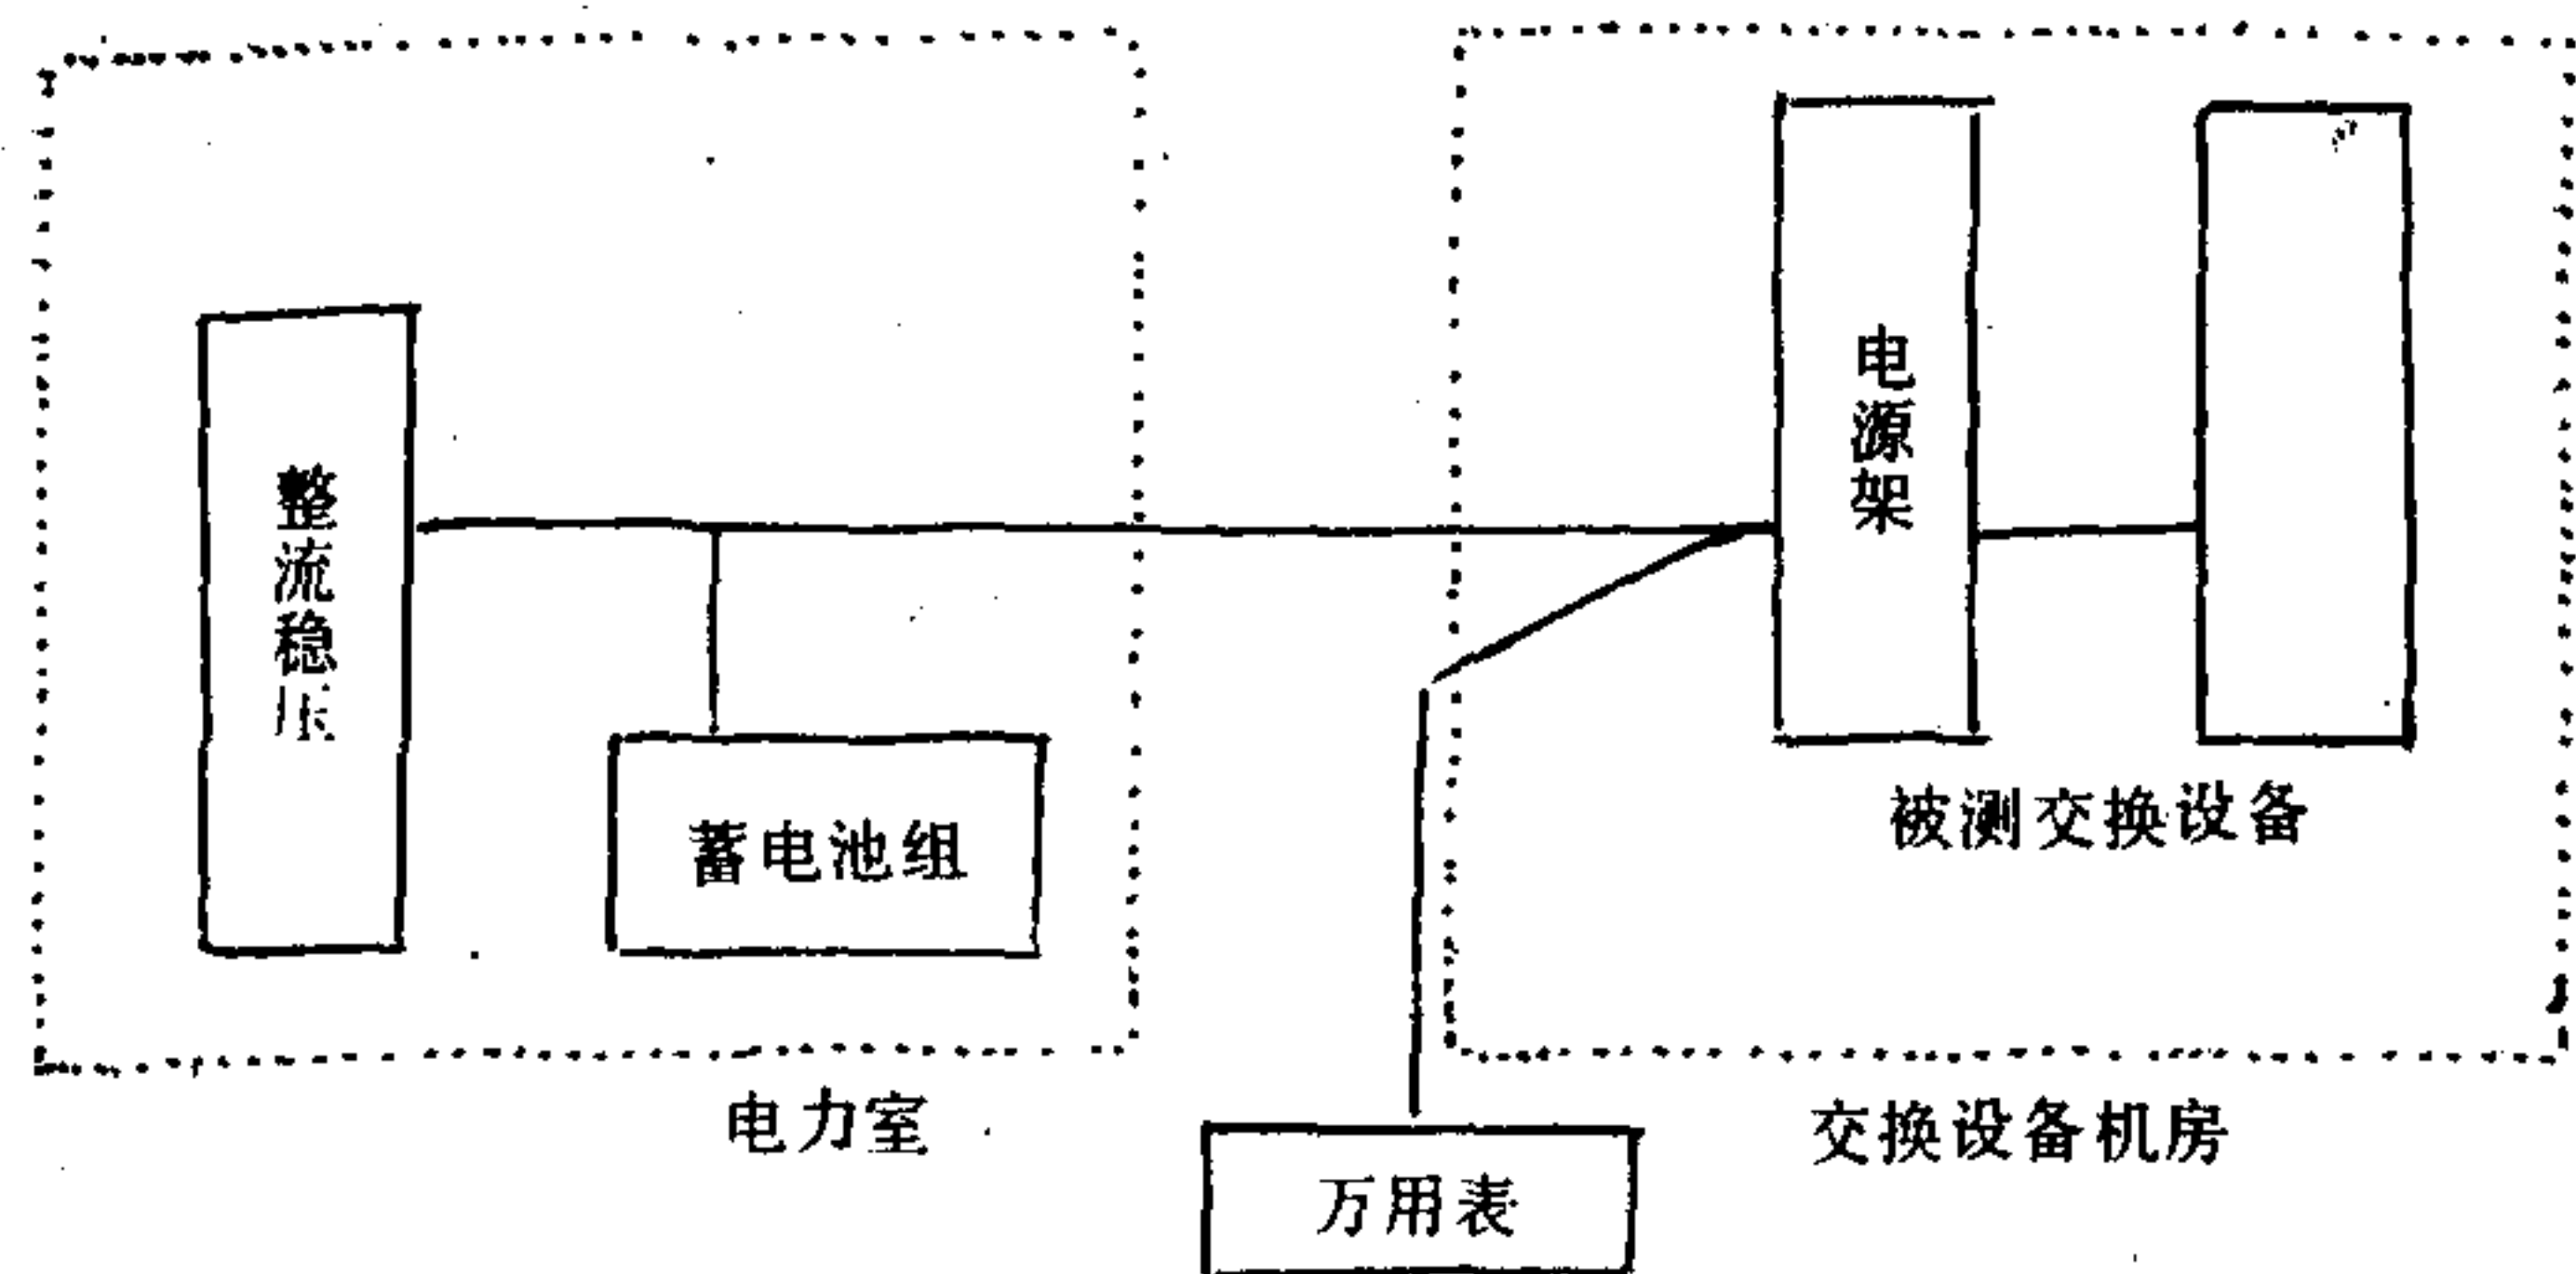 整流稳压
蓄电池组
电力室
万用表
电源架
被测交换设备
交换设备机房